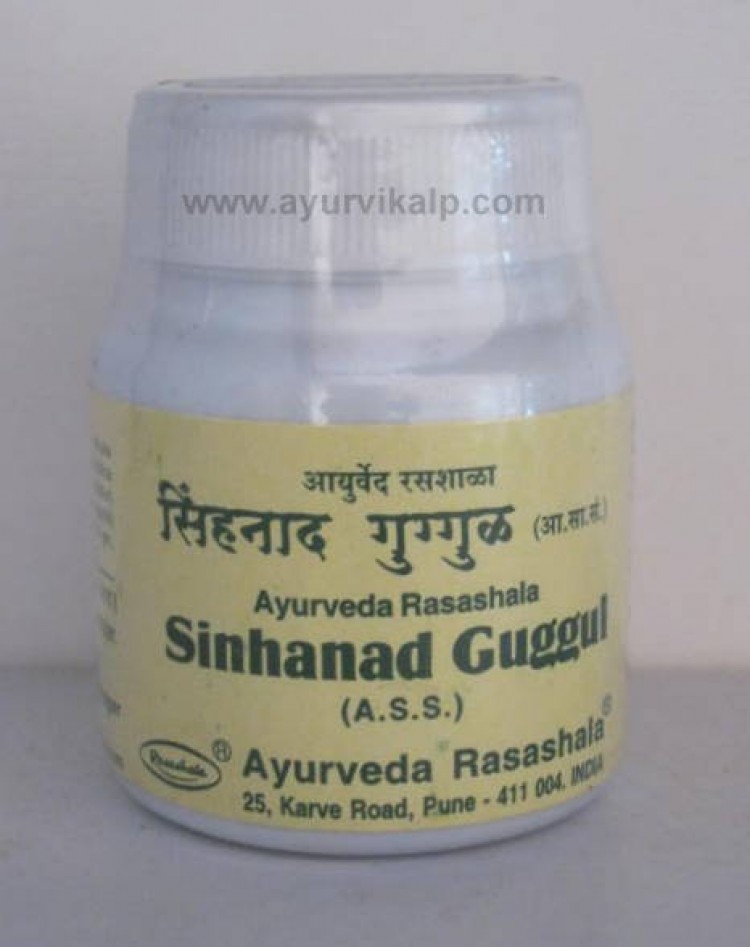 www.ayurvikalp.com
आयुर्वेद रसशाळा
सिंहनाद गुग्गुळ (आ.सा.सं.)
Ayurveda Rasashala
Sinhanad Guggul
(A.S.S.)
Rasashala ® Ayurveda Rasashala®
25, Karve Road, Pune - 411 004. INDIA